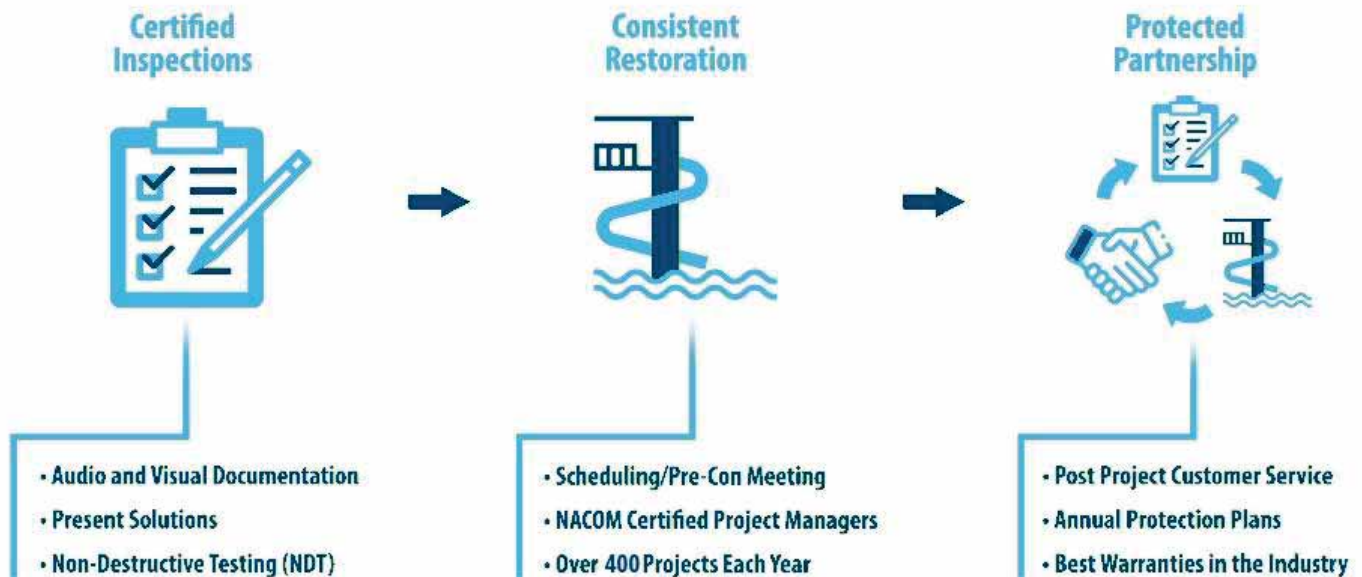 Certified
Inspections
Consistent
Restoration
Protected
Partnership
• Audio and Visual Documentation
• Present Solutions
• Non-Destructive Testing (NDT)
• Scheduling/Pre-Con Meeting
• NACOM Certified Project Managers
• Over 400 Projects Each Year
• Post Project Customer Service
• Annual Protection Plans
• Best Warranties in the Industry